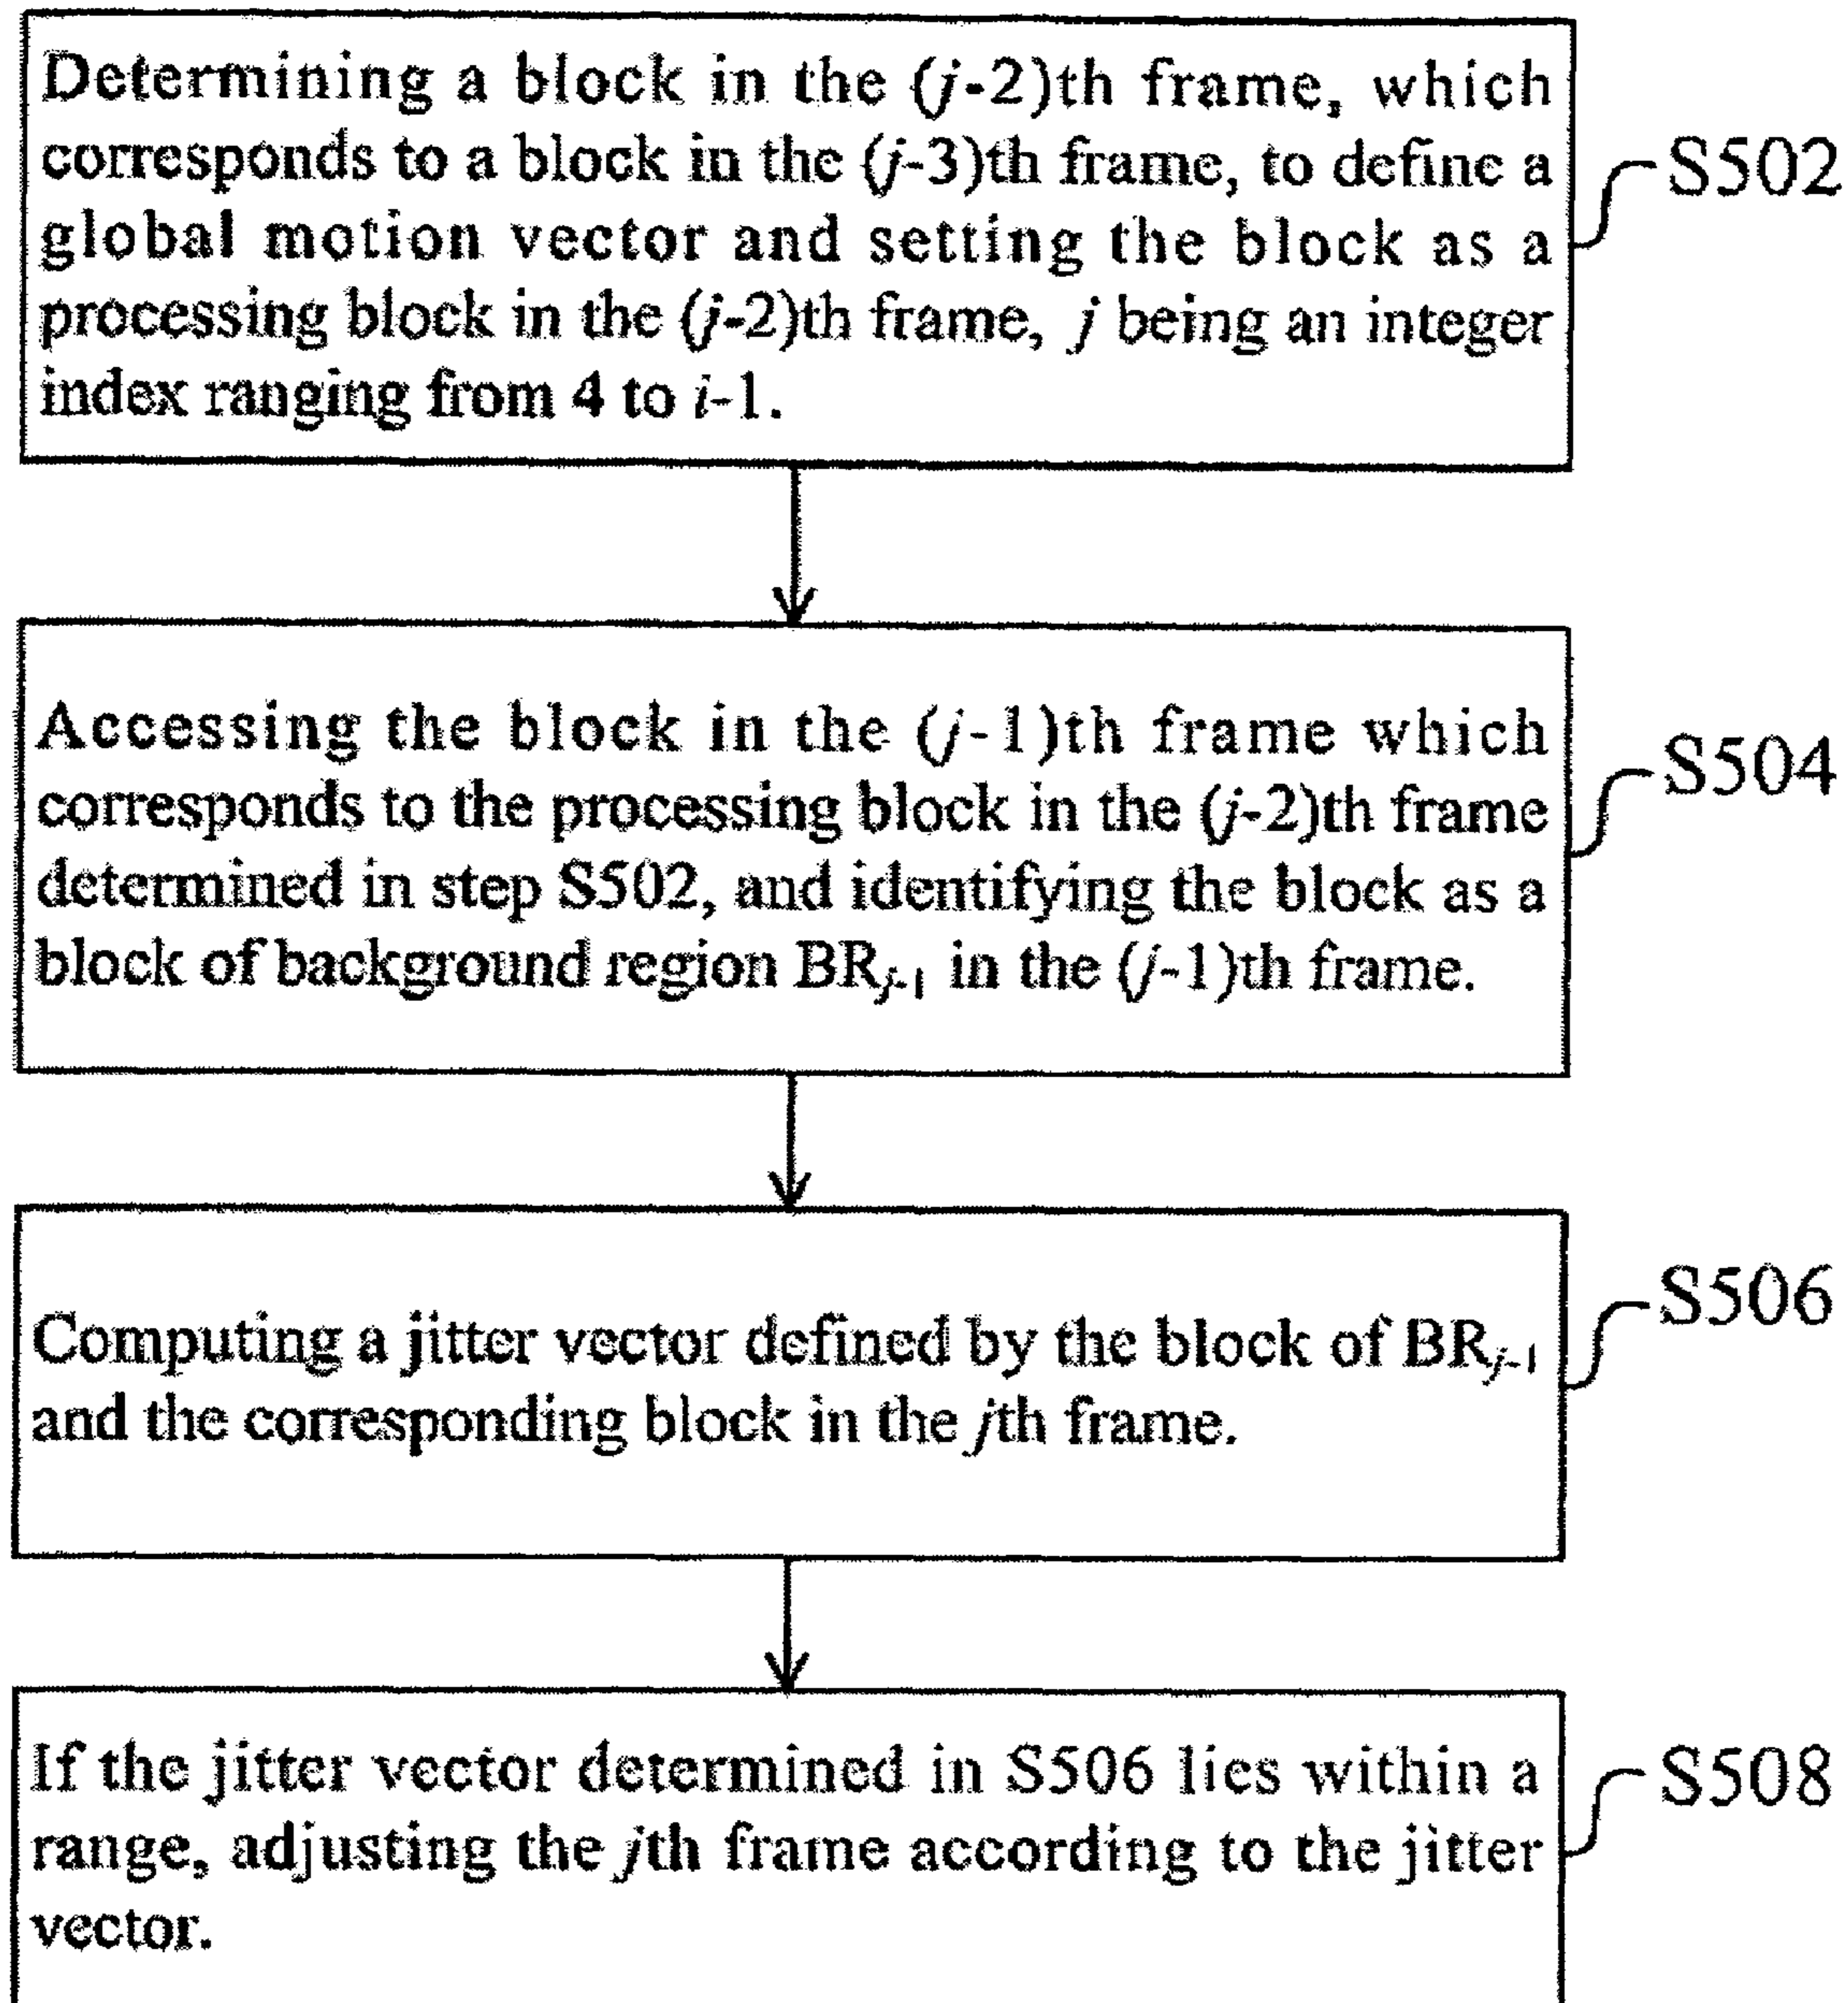 Determining a block in the (j-2)th frame, which
corresponds to a block in the (j-3)th frame, to define a
global motion vector and setting the block as a
processing block in the (j-2)th frame, j being an integer
index ranging from 4 to i-1.
S502
Accessing the block in the (j-1)th frame which
corresponds to the processing block in the (j-2)th frame
determined in step S502, and identifying the block as a
block of background region BRj-1 in the (j-1)th frame.
S504
Computing a jitter vector defined by the block of BRj-1
and the corresponding block in the jth frame.
S506
If the jitter vector determined in S506 lies within a
range, adjusting the jth frame according to the jitter
vector.
S508